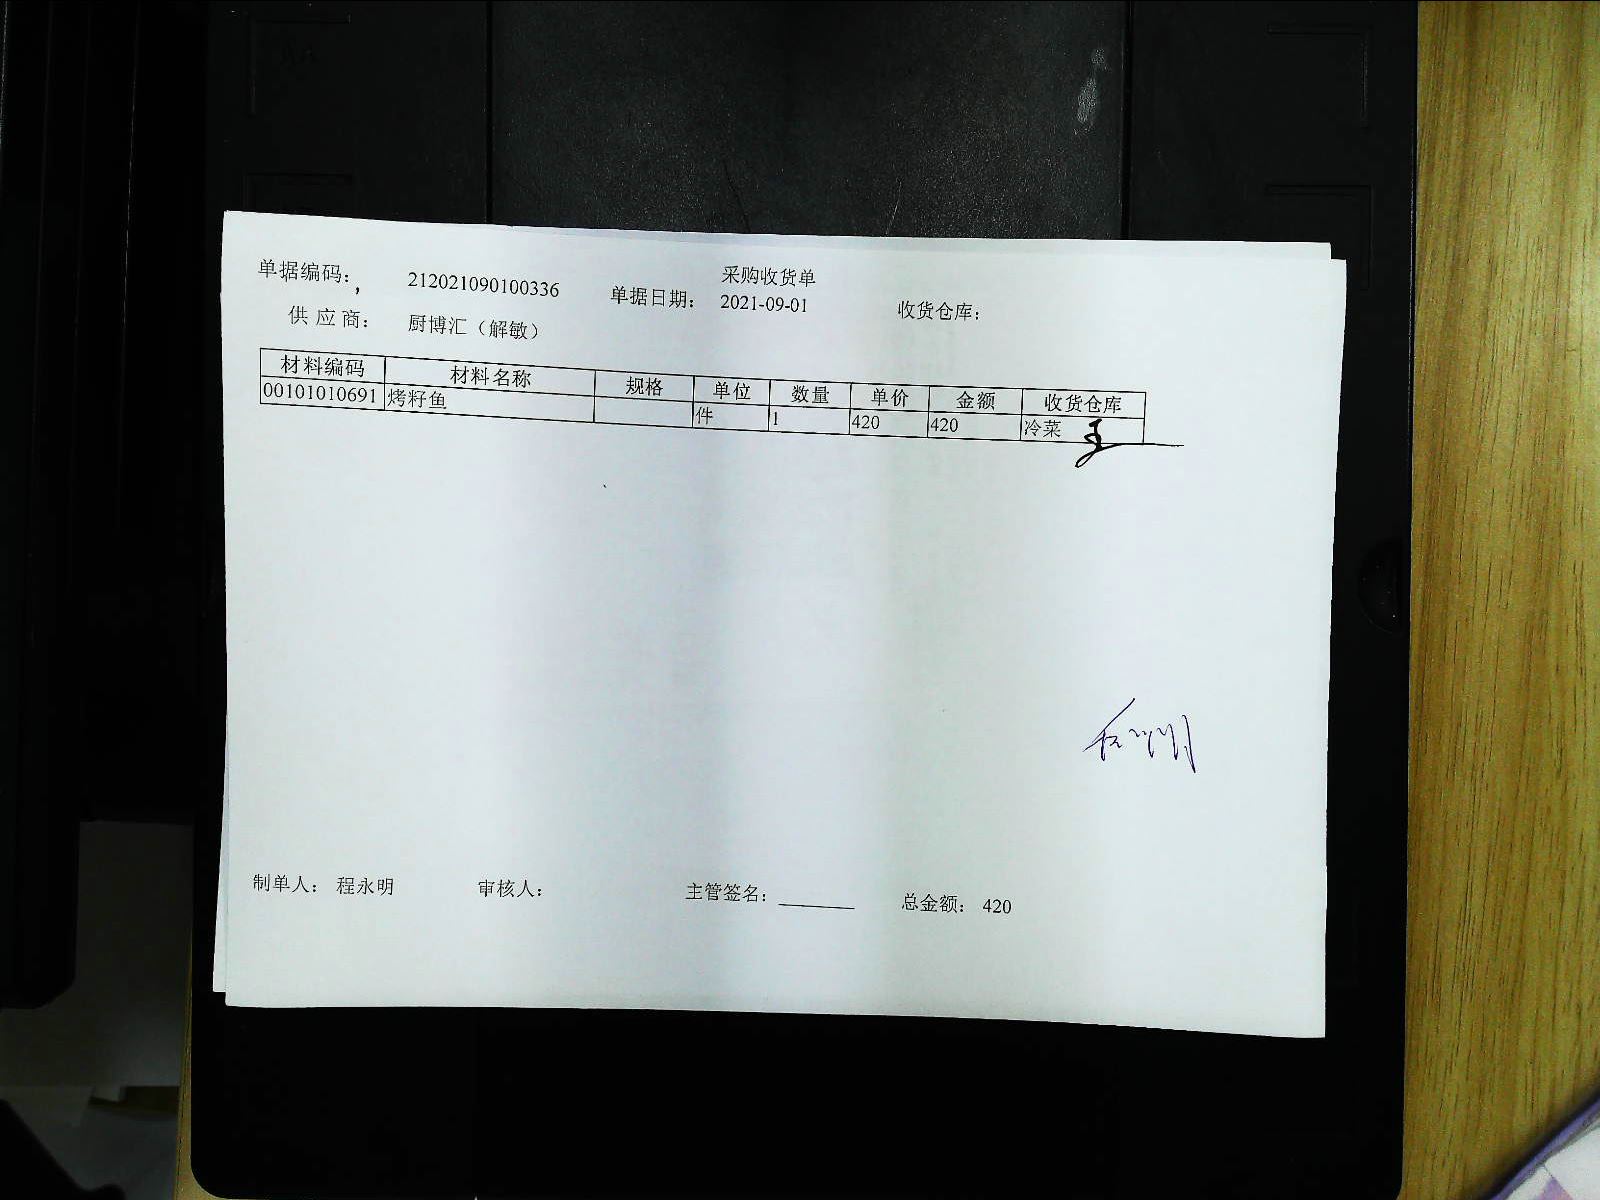 采购收货单
单据编码： 212021090100336 单据日期： 2021-09-01 收货仓库：
供应商： 厨博汇（解敏）
材料编码 材料名称 规格 单位 数量 单价 金额 收货仓库
00101010691 烤籽鱼 件 1 420 420 冷菜
制单人： 程永明 审核人： 主管签名： 总金额： 420